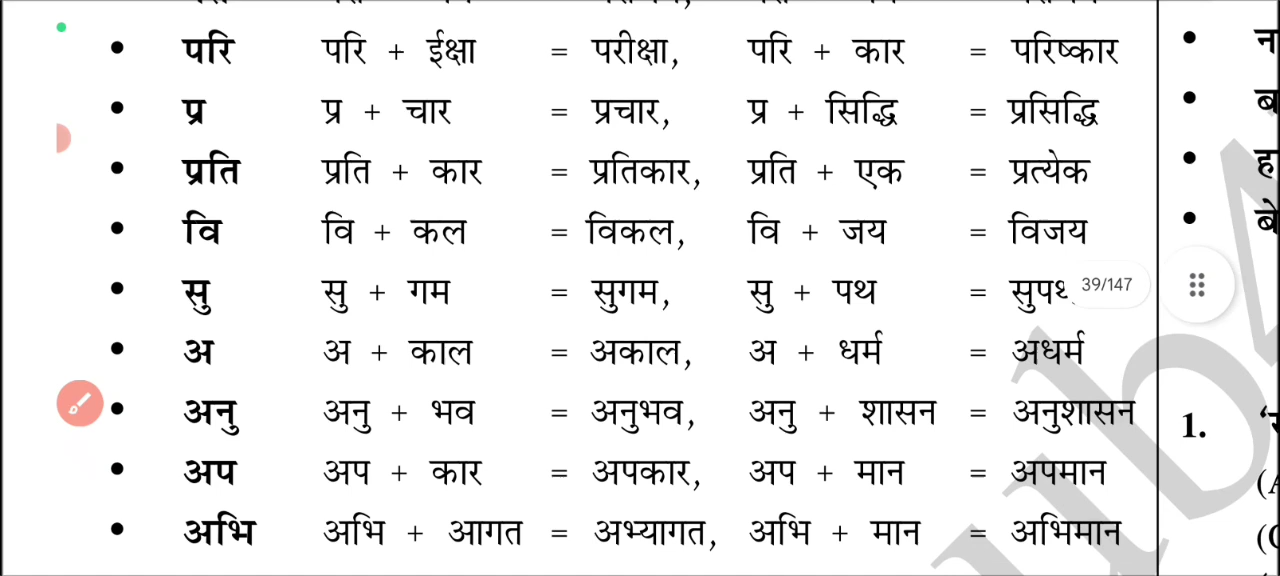 • परि परि + ईक्षा = परीक्षा, परि + कार = परिष्कार
• प्र प्र + चार = प्रचार, प्र + सिद्धि = प्रसिद्धि
• प्रति प्रति + कार = प्रतिकार, प्रति + एक = प्रत्येक
• वि वि + कल = विकल, वि + जय = विजय
• सु सु + गम = सुगम, सु + पथ =
39/147
• अ अ + काल = अकाल, अ + धर्म = अधर्म
• अनु अनु + भव = अनुभव, अनु + शासन = अनुशासन
• अप अप + कार = अपकार, अप + मान = अपमान
• अभि अभि + आगत = अभ्यागत, अभि + मान = अभिमान
1.